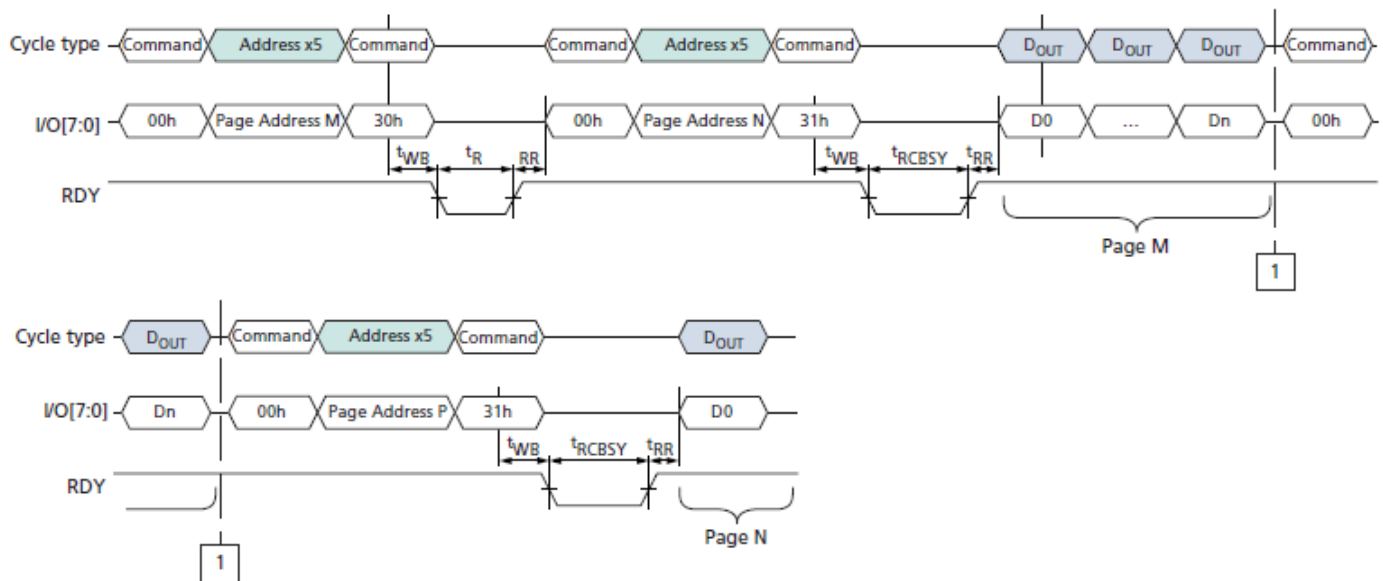 Cycle type Command Address x5 Command Command Address x5 Command DOUT DOUT DOUT Command
I/O[7:0] 00h Page Address M 30h 00h Page Address N 31h D0 ... Dn 00h
tWB tR RR tWB tRCBSY tRR
RDY
Page M
1
Cycle type DOUT Command Address x5 Command DOUT
I/O[7:0] Dn 00h Page Address P 31h D0
tWB tRCBSY tRR
RDY
Page N
1